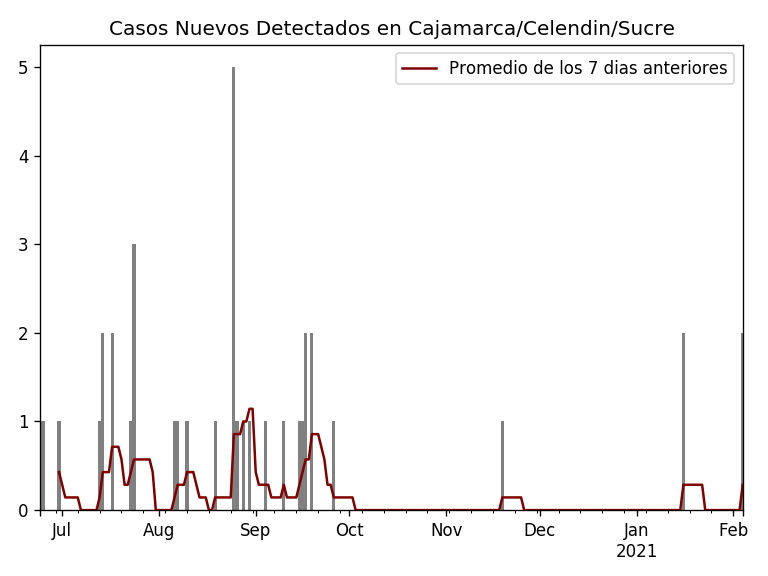 Casos Nuevos Detectados en Cajamarca/Celendin/Sucre
Promedio de los 7 dias anteriores
5
4
3
2
1
0
Jul Aug Sep Oct Nov Dec Jan Feb
2021